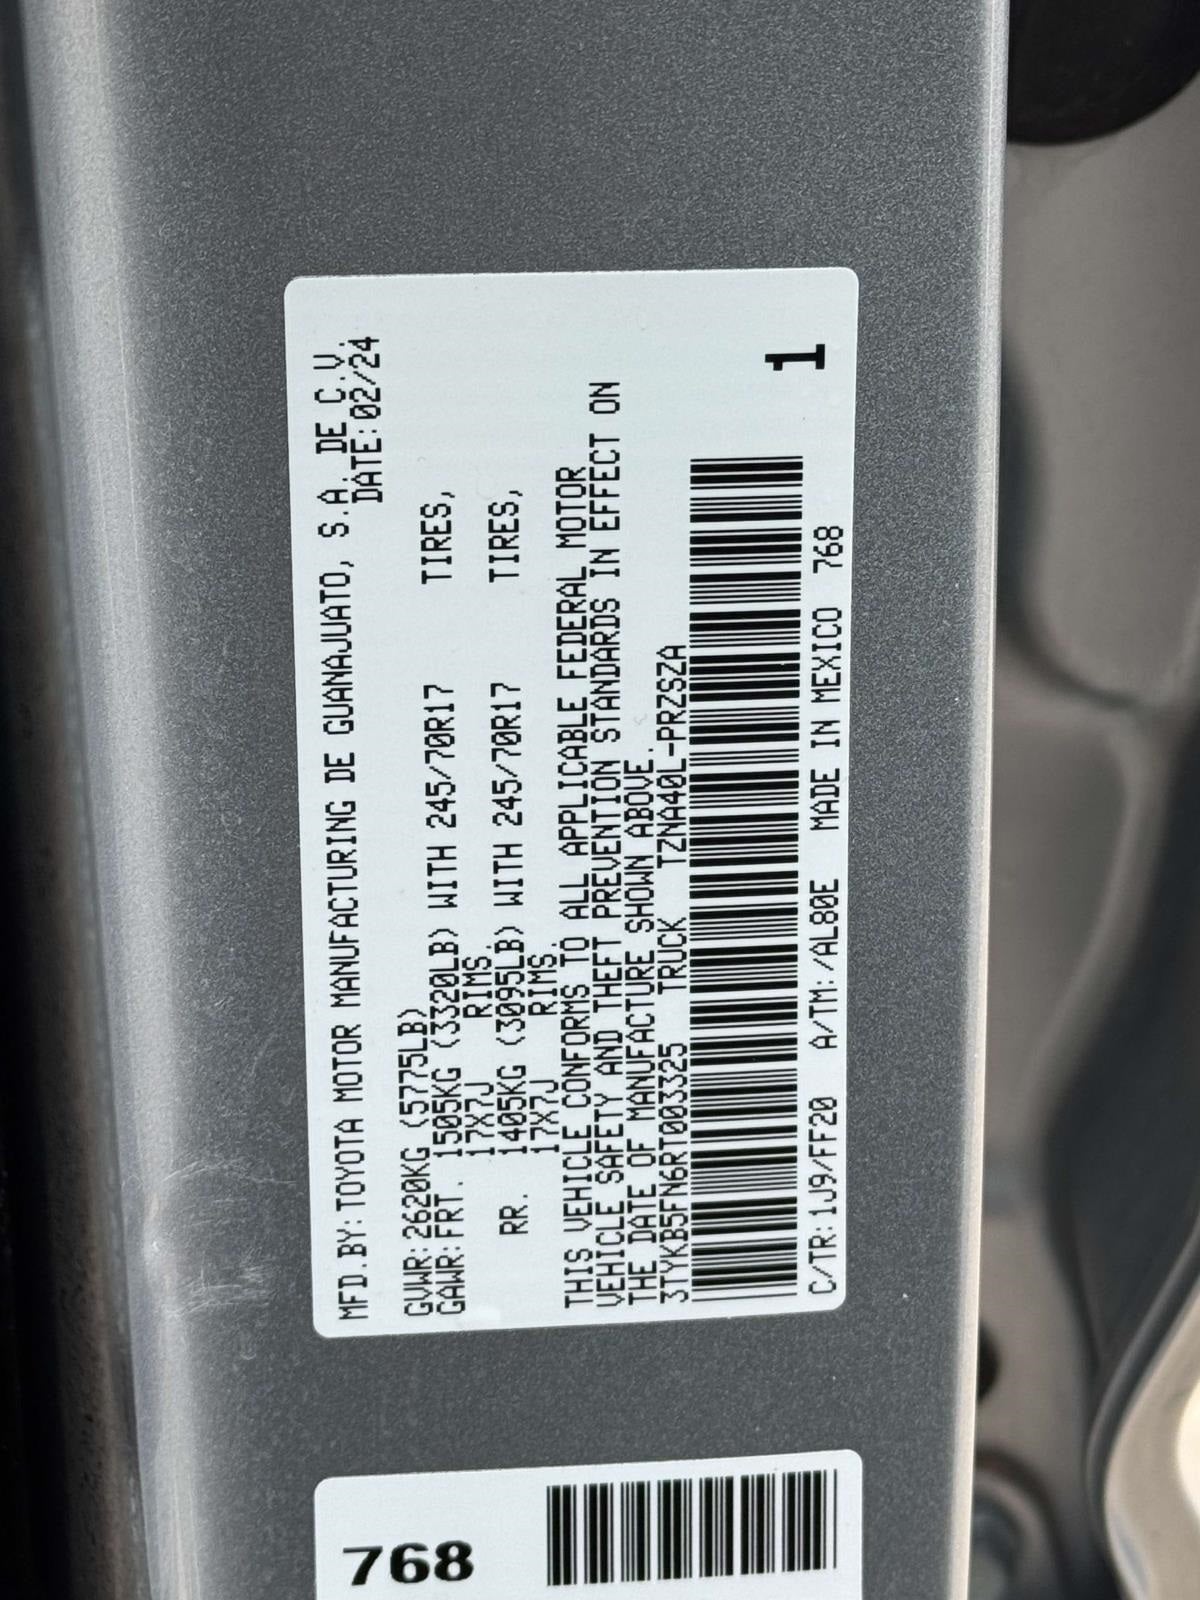 MFD.BY:TOYOTA MOTOR MANUFACTURING DE GUANAJUATO, S.A. DE C.V.
DATE:02/24
GVWR:2620KG (5775LB)
GAWR:FRT. 1505KG (3320LB) WITH 245/70R17 TIRES,
17X7J RIMS.
RR. 1405KG (3095LB) WITH 245/70R17 TIRES,
17X7J RIMS.
THIS VEHICLE CONFORMS TO ALL APPLICABLE FEDERAL MOTOR
VEHICLE SAFETY AND THEFT PREVENTION STANDARDS IN EFFECT ON
THE DATE OF MANUFACTURE SHOWN ABOVE.
3TYKB5FN6RT003325 TRUCK TZNA40L-PRZSZA
1
C/TR:1J9/FF20 A/TM:/AL80E MADE IN MEXICO 768
768